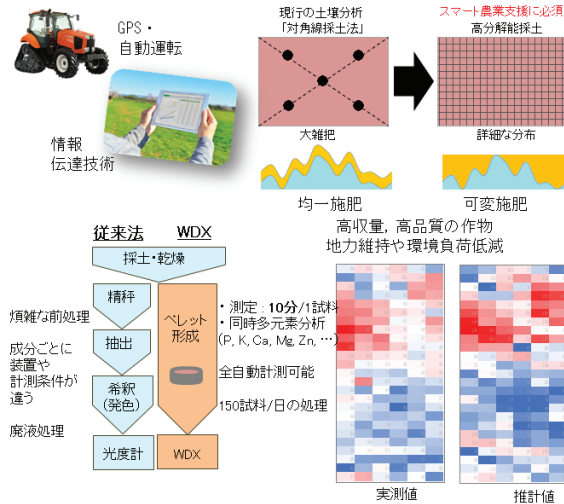 GPS・
自動運転
情報
伝達技術
現行の土壌分析
「対角線採土法」
大雑把
均一施肥
スマート農業支援に必須
高分解能採土
詳細な分布
可変施肥
高収量, 高品質の作物
地力維持や環境負荷低減
従来法
WDX
採土・乾燥
精秤
抽出
希釈
(発色)
光度計
ペレット
形成
WDX
煩雑な前処理
成分ごとに
装置や
計測条件が
違う
廃液処理
・測定:10分/1試料
・同時多元素分析
(P, K, Ca, Mg, Zn, …)
全自動計測可能
150試料/日の処理
実測値
推計値